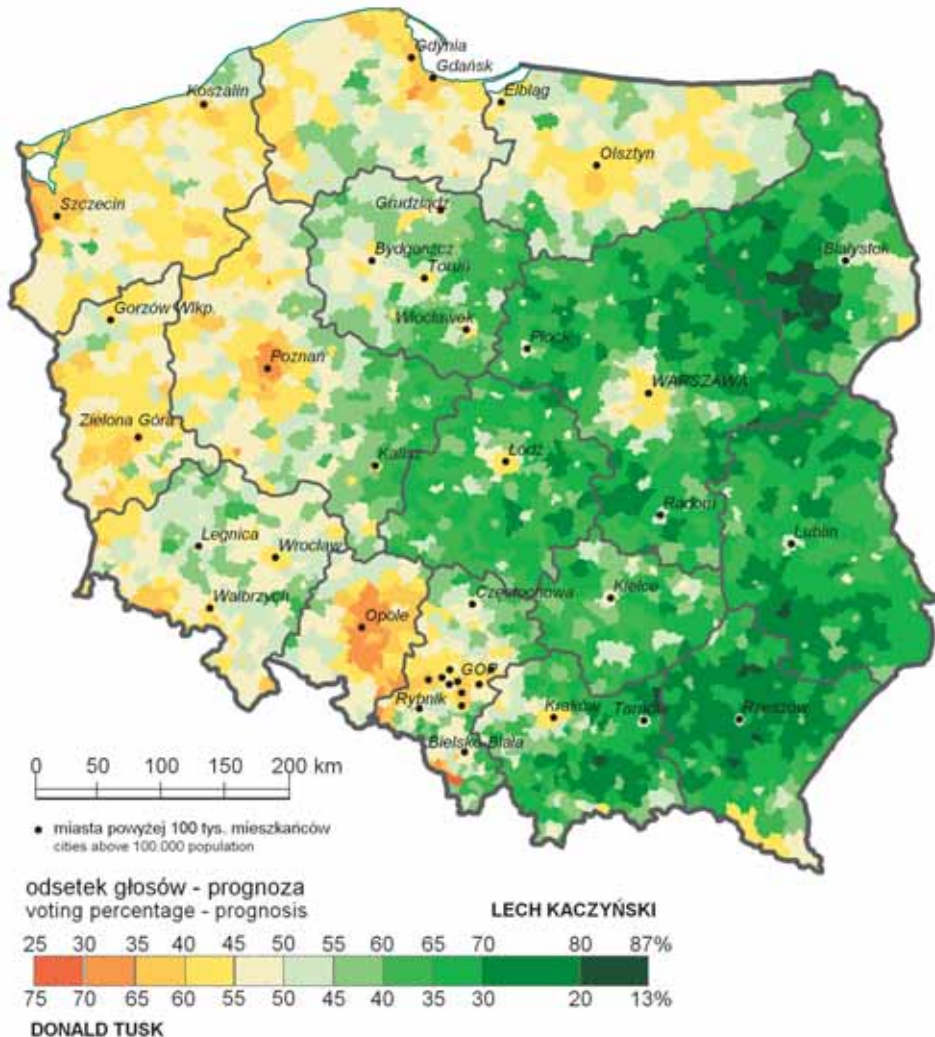 Gdynia
Gdańsk
Koszalin
Elbląg
Olsztyn
Szczecin
Grudziądz
Bydgoszcz
Białystok
Toruń
Gorzów Wlkp.
Włocławek
Płock
Poznań
WARSZAWA
Zielona Góra
Kalisz
Łódź
Radom
Legnica
Wrocław
Lublin
Wałbrzych
Częstochowa
Kielce
Opole
GOP
Rybnik
Kraków
Tarnów
Rzeszów
Bielsko-Biała
0 50 100 150 200 km
miasta powyżej 100 tys. mieszkańców
cities above 100.000 population
odsetek głosów - prognoza
voting percentage - prognosis
LECH KACZYŃSKI
25 30 35 40 45 50 55 60 65 70 80 87%
75 70 65 60 55 50 45 40 35 30 20 13%
DONALD TUSK